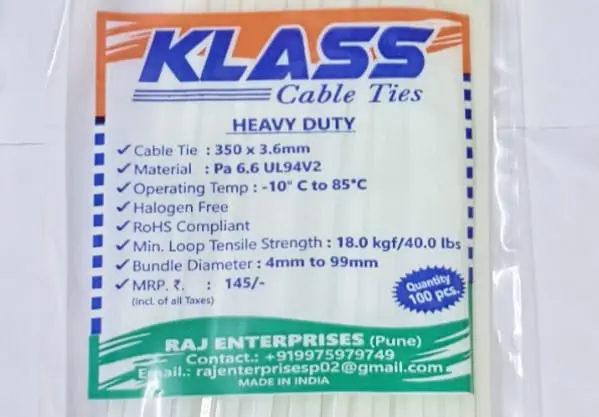 KLASS
Cable Ties
HEAVY DUTY
✓ Cable Tie : 350 x 3.6mm
✓ Material : Pa 6.6 UL94V2
✓ Operating Temp : -10° C to 85°C
✓ Halogen Free
✓ RoHS Compliant
✓ Min. Loop Tensile Strength : 18.0 kgf/40.0 lbs
✓ Bundle Diameter : 4mm to 99mm
✓ MRP. ₹. : 145/-
(incl. of all Taxes)
Quantity
100 pcs.
RAJ ENTERPRISES (Pune)
Contact.: +919975979749
Email.: rajenterprisesp02@gmail.com
MADE IN INDIA